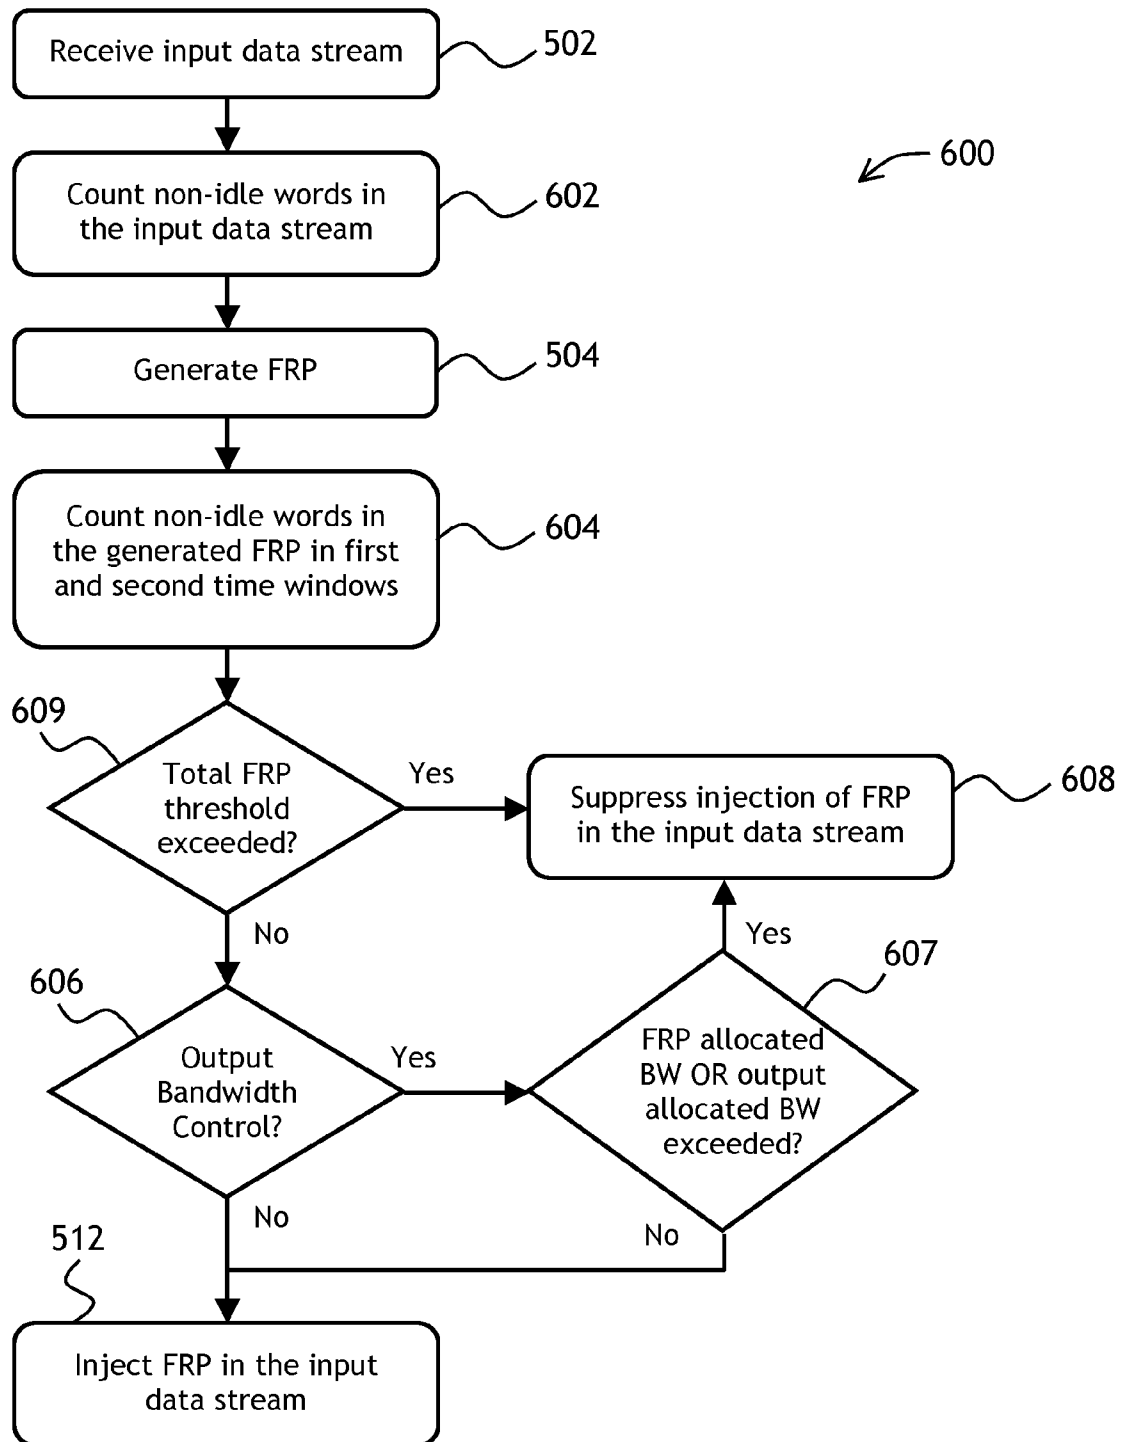 Receive input data stream
502
600
Count non-idle words in
the input data stream
602
Generate FRP
504
Count non-idle words in
the generated FRP in first
and second time windows
604
609
Total FRP
threshold
exceeded?
Yes
Suppress injection of FRP
in the input data stream
608
No
Yes
607
606
Output
Bandwidth
Control?
Yes
FRP allocated
BW OR output
allocated BW
exceeded?
No
No
512
Inject FRP in the input
data stream